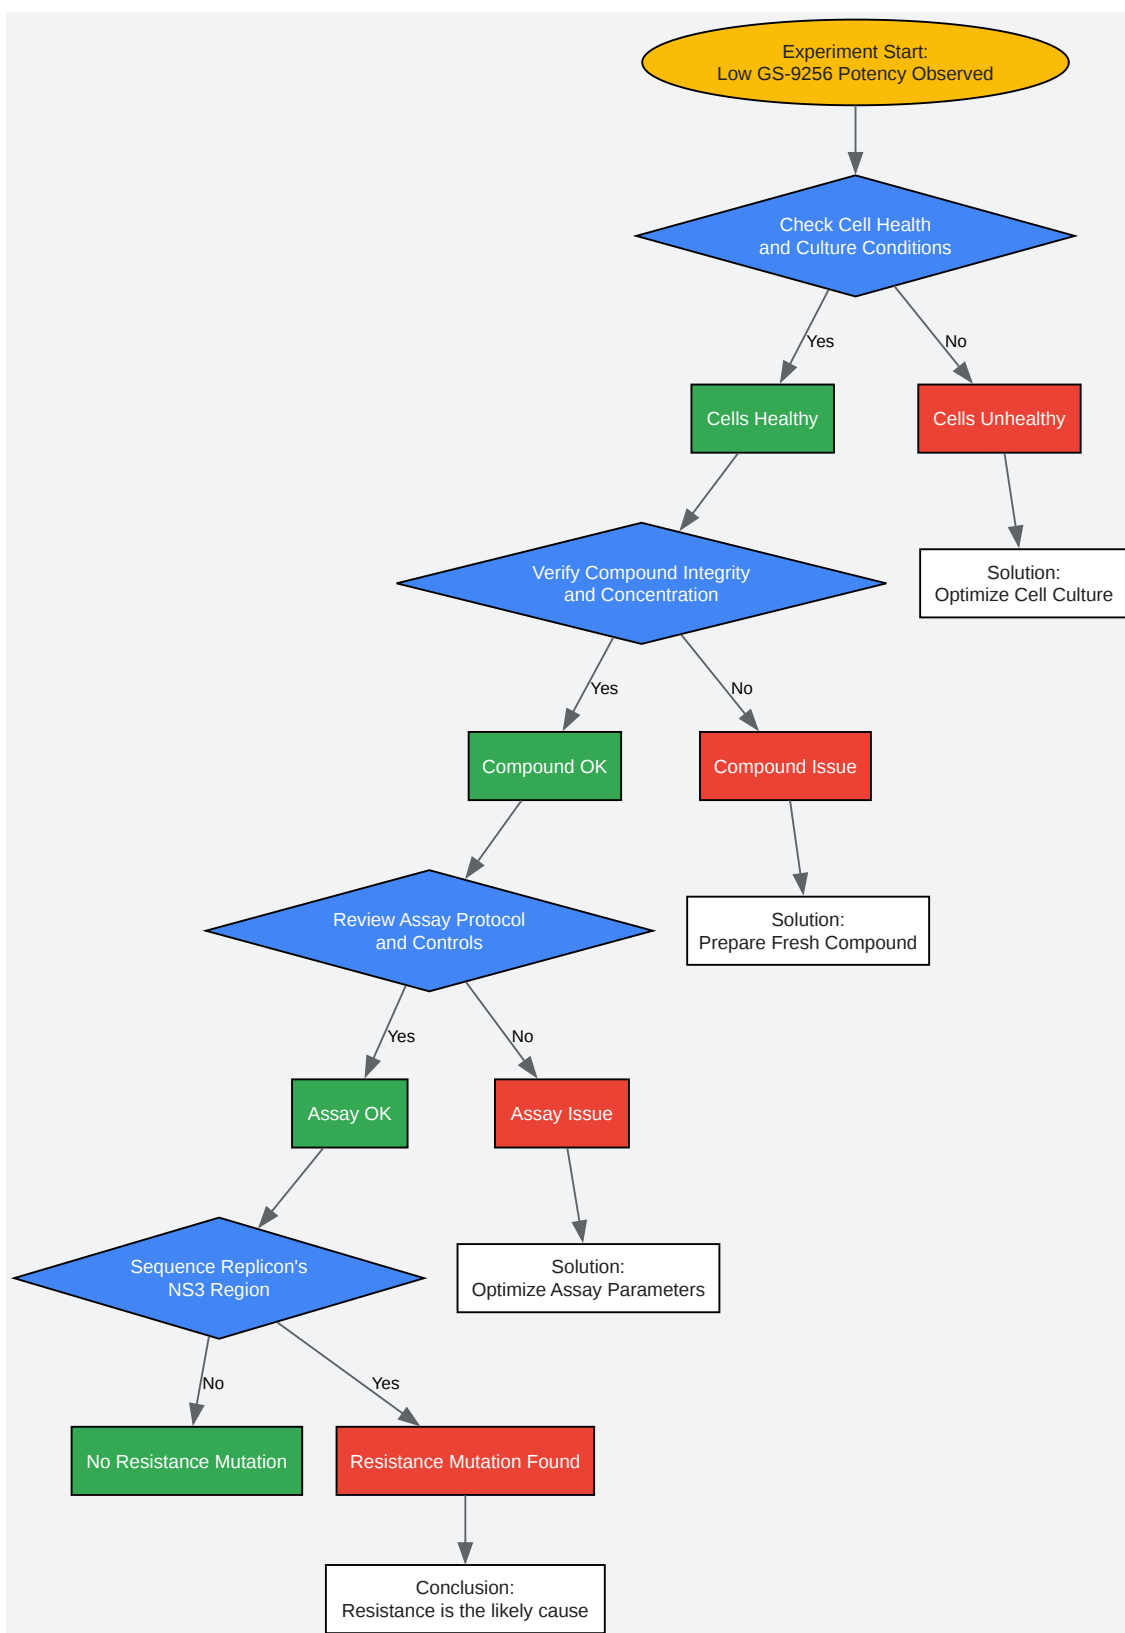 Experiment Start:
Low GS-9256 Potency Observed
Check Cell Health
and Culture Conditions
Yes
No
Cells Healthy
Cells Unhealthy
Verify Compound Integrity
and Concentration
Solution:
Optimize Cell Culture
Yes
No
Compound OK
Compound Issue
Review Assay Protocol
and Controls
Solution:
Prepare Fresh Compound
Yes
No
Assay OK
Assay Issue
Sequence Replicon's
NS3 Region
Solution:
Optimize Assay Parameters
No
Yes
No Resistance Mutation
Resistance Mutation Found
Conclusion:
Resistance is the likely cause